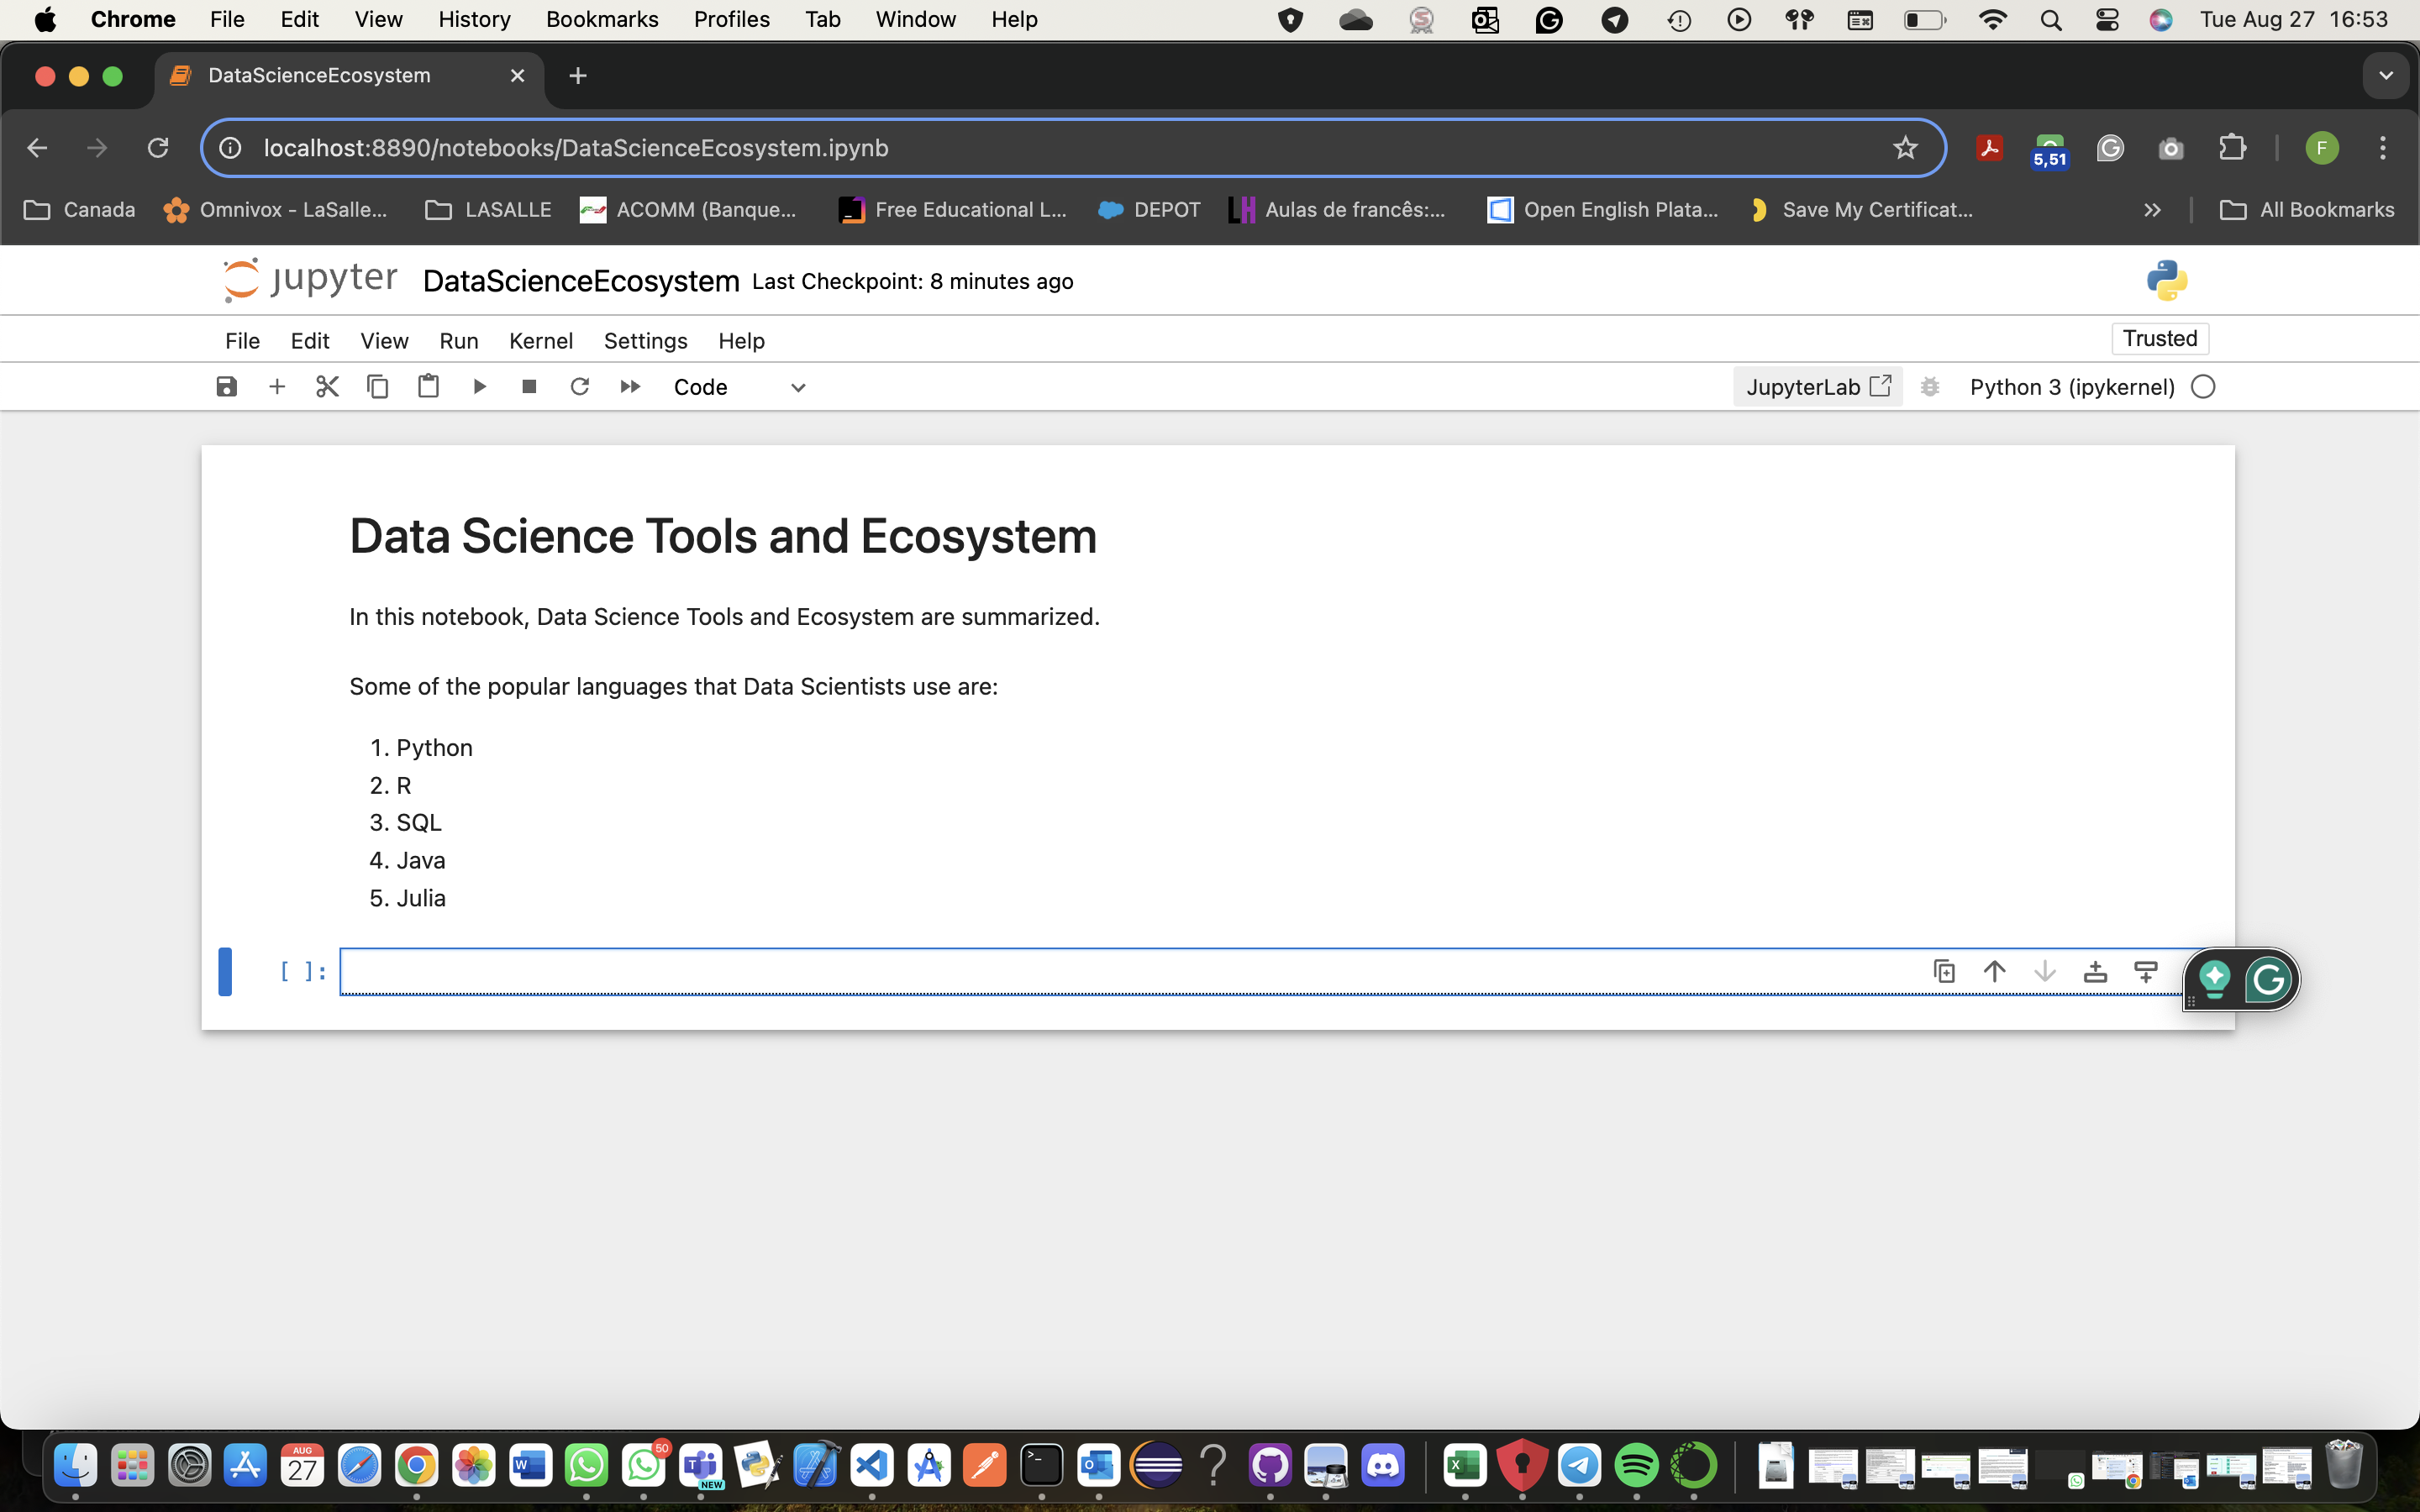 Chrome File Edit View History Bookmarks Profiles Tab Window Help Tue Aug 27 16:53
DataScienceEcosystem
localhost:8890/notebooks/DataScienceEcosystem.ipynb 5,51 F
Canada Omnivox - LaSalle... LASALLE ACOMM (Banque... Free Educational L... DEPOT Aulas de francês:... Open English Plata... Save My Certificat... All Bookmarks
jupyter DataScienceEcosystem Last Checkpoint: 8 minutes ago
File Edit View Run Kernel Settings Help Trusted
Code JupyterLab Python 3 (ipykernel)
Data Science Tools and Ecosystem
In this notebook, Data Science Tools and Ecosystem are summarized.
Some of the popular languages that Data Scientists use are:
1. Python
2. R
3. SQL
4. Java
5. Julia
[ ]:
AUG
27
50
NEW